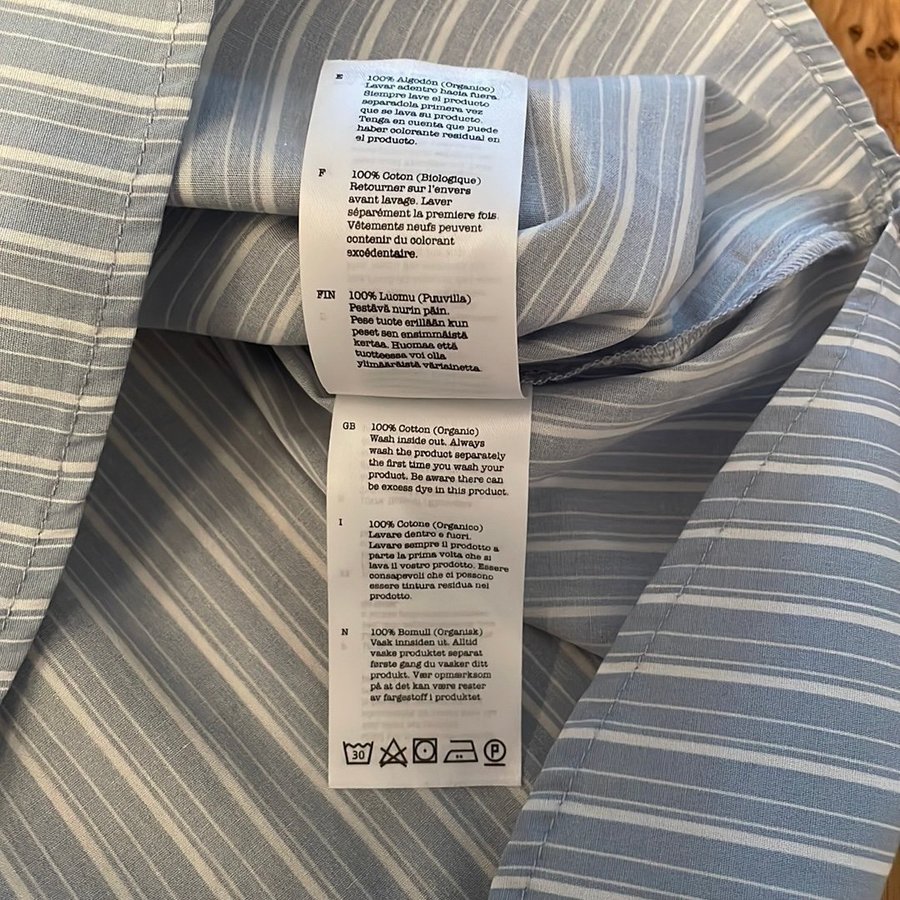 E 100% Algodón (Organico)
Lavar adentro hacia fuera.
Siempre lave el producto
separadola primera vez
que se lava su producto.
Tenga en cuenta que puede
haber colorante residual en
el producto.
F 100% Coton (Biologique)
Retourner sur l'envers
avant lavage. Laver
séparément la premiere fois.
Vêtements neufs peuvent
contenir du colorant
excédentaire.
FIN 100% Luomu (Puuvilla)
Pestävä nurin päin.
Pese tuote erillään kun
peset sen ensimmäistä
kertaa. Huomaa että
tuotteessa voi olla
ylimääräistä väriainetta.
GB 100% Cotton (Organic)
Wash inside out. Always
wash the product separately
the first time you wash your
product. Be aware there can
be excess dye in this product.
I 100% Cotone (Organico)
Lavare dentro e fuori.
Lavare sempre il prodotto a
parte la prima volta che si
lava il vostro prodotto. Essere
consapevoli che ci possono
essere tintura residua nel
prodotto.
N 100% Bomull (Organisk)
Vask innsiden ut. Alltid
vaske produktet separat
første gang du vasker ditt
produkt. Vær opmærksom
på at det kan være rester
av fargestoff i produktet
30 P